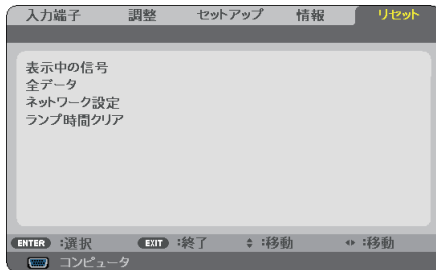 入力端子 調整 セットアップ 情報 リセット
表示中の信号
全データ
ネットワーク設定
ランプ時間クリア
ENTER :選択 EXIT :終了 :移動 :移動
コンピュータ